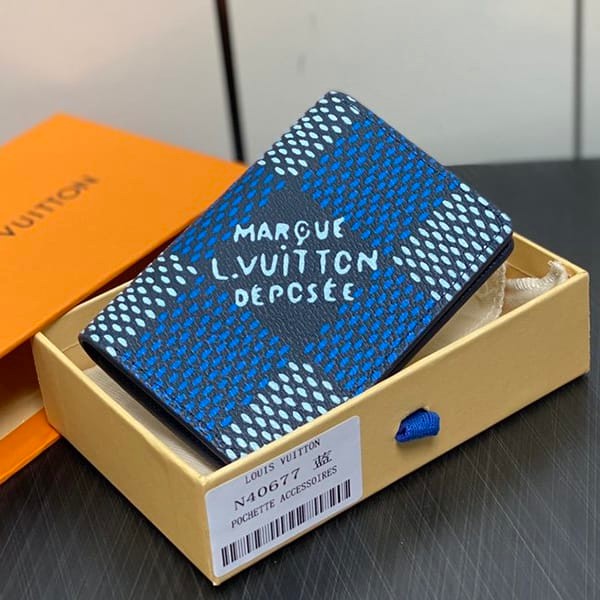 VUITTON
MARQUE
L.VUiTTON
DEPOSÉE
LOUIS VUITTON
N40677 蓝
POCHETTE ACCESSOIRES